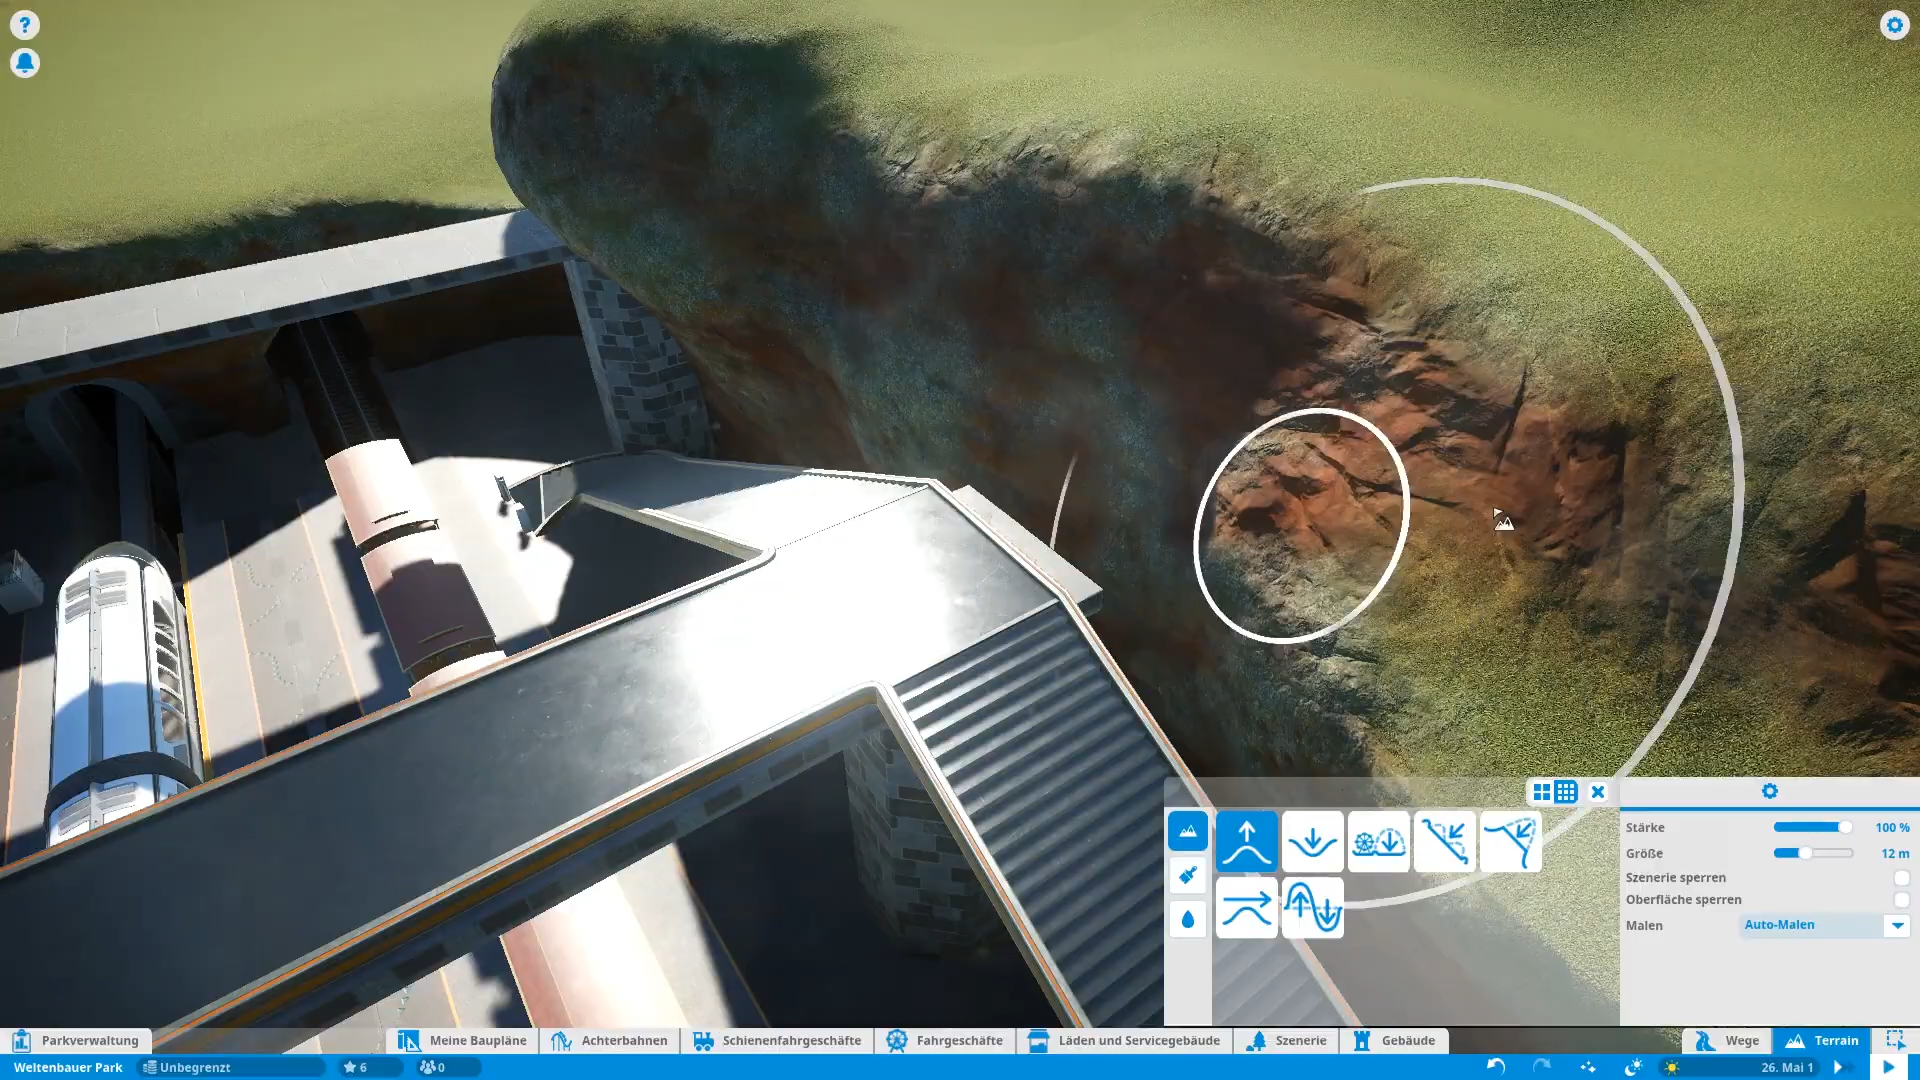 ?
Stärke 100 %
Größe 12 m
Szenerie sperren
Oberfläche sperren
Malen Auto-Malen
Parkverwaltung Meine Baupläne Achterbahnen Schienenfahrgeschäfte Fahrgeschäfte Läden und Servicegebäude Szenerie Gebäude Wege Terrain
Weltenbauer Park Unbegrenzt 6 0 26. Mai 1